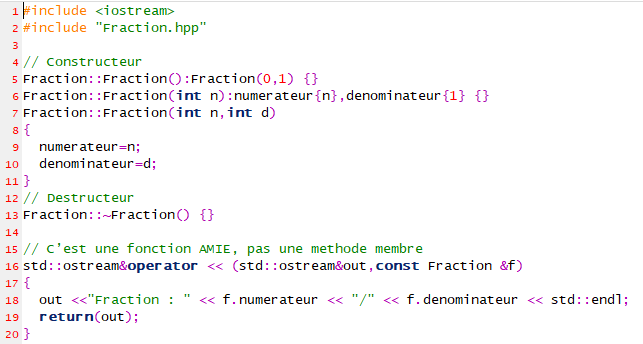 1 #include <iostream>
2 #include "Fraction.hpp"
3
4 // Constructeur
5 Fraction::Fraction():Fraction(0,1) {}
6 Fraction::Fraction(int n):numerateur{n},denominateur{1} {}
7 Fraction::Fraction(int n,int d)
8 {
9   numerateur=n;
10   denominateur=d;
11 }
12 // Destructeur
13 Fraction::~Fraction() {}
14
15 // C’est une fonction AMIE, pas une methode membre
16 std::ostream&operator << (std::ostream&out,const Fraction &f)
17 {
18   out <<"Fraction : " << f.numerateur << "/" << f.denominateur << std::endl;
19   return(out);
20 }